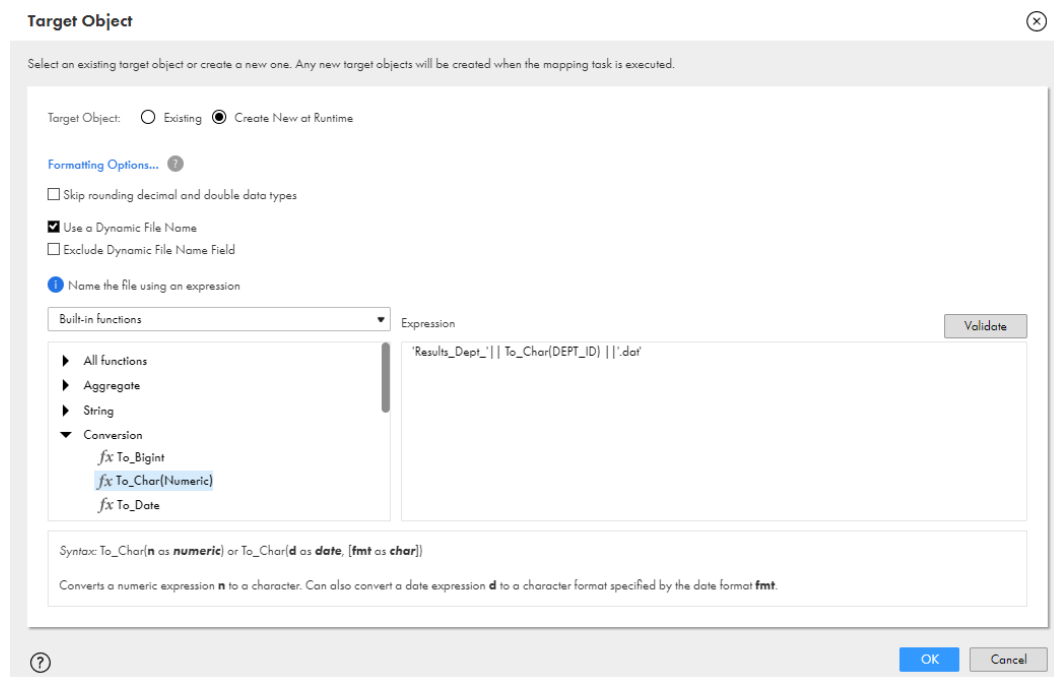 Target Object
Select an existing target object or create a new one. Any new target objects will be created when the mapping task is executed.
Target Object: Existing Create New at Runtime
Formatting Options... ?
Skip rounding decimal and double data types
Use a Dynamic File Name
Exclude Dynamic File Name Field
i Name the file using an expression
Built-in functions
Expression
Validate
All functions
Aggregate
String
Conversion
fx To_Bigint
fx To_Char(Numeric)
fx To_Date
'Results_Dept_'|| To_Char(DEPT_ID) ||'.dat'
Syntax: To_Char(n as numeric) or To_Char(d as date, [fmt as char])
Converts a numeric expression n to a character. Can also convert a date expression d to a character format specified by the date format fmt.
?
OK
Cancel